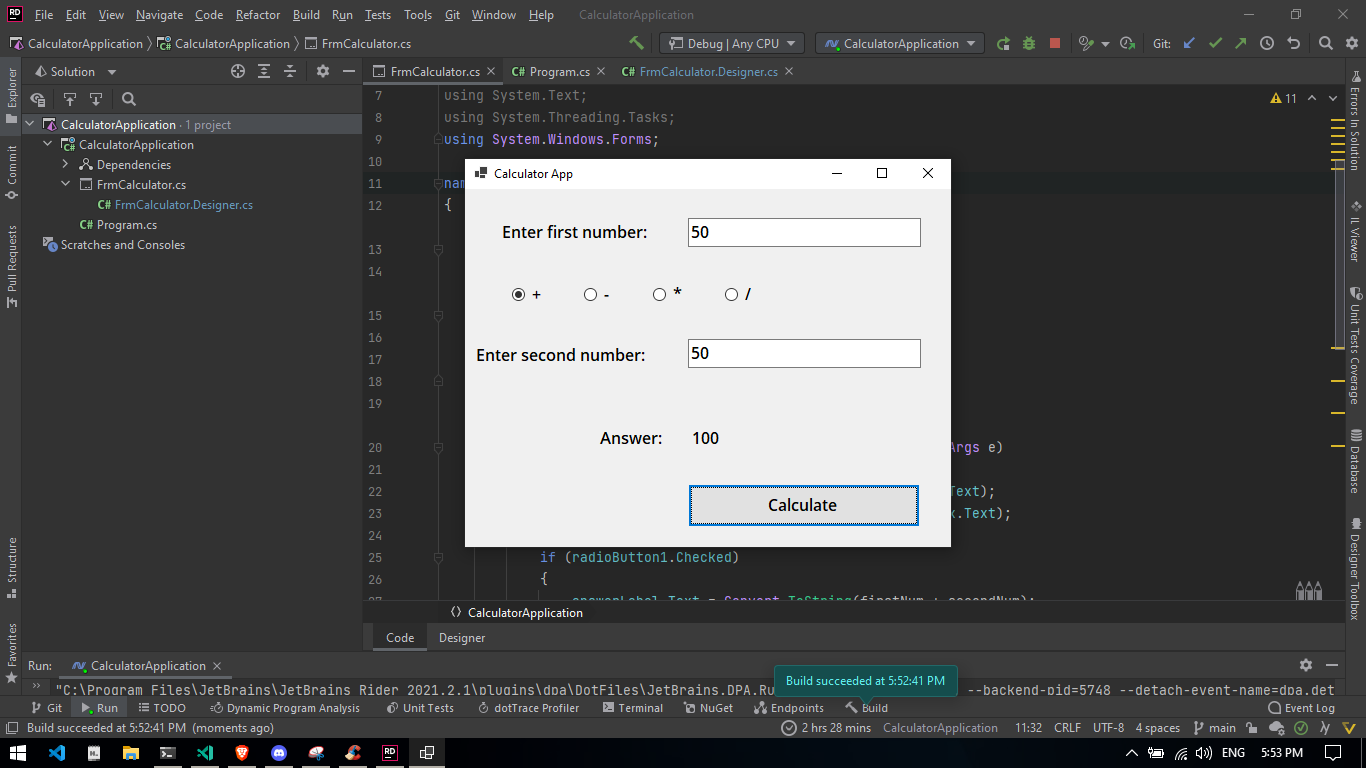 File Edit View Navigate Code Refactor Build Run Tests Tools Git Window Help CalculatorApplication
CalculatorApplication CalculatorApplication FrmCalculator.cs Debug | Any CPU CalculatorApplication Git:
Solution
FrmCalculator.cs Program.cs FrmCalculator.Designer.cs
Explorer
Commit
Pull Requests
Structure
Favorites
CalculatorApplication · 1 project
CalculatorApplication
Dependencies
FrmCalculator.cs
FrmCalculator.Designer.cs
Program.cs
Scratches and Consoles
7 using System.Text;
8 using System.Threading.Tasks;
9 using System.Windows.Forms;
10
11 nam
12 {
13
14
15
16
17
18
19
20 Args e)
21
22 Text);
23 x.Text);
24
25 if (radioButton1.Checked)
26 {
27 answerLabel.Text = Convert.ToString(firstNum + secondNum);
11
Calculator App
Enter first number: 50
+ - * /
Enter second number: 50
Answer: 100
Calculate
Errors In Solution
IL Viewer
Unit Tests Coverage
Database
Designer Toolbox
CalculatorApplication
Code Designer
Run: CalculatorApplication
"C:\Program Files\JetBrains\JetBrains Rider 2021.2.1\plugins\dpa\DotFiles\JetBrains.DPA.Ru --backend-pid=5748 --detach-event-name=dpa.det
Build succeeded at 5:52:41 PM
Git Run TODO Dynamic Program Analysis Unit Tests dotTrace Profiler Terminal NuGet Endpoints Build Event Log
Build succeeded at 5:52:41 PM (moments ago) 2 hrs 28 mins CalculatorApplication 11:32 CRLF UTF-8 4 spaces main
RD ENG 5:53 PM